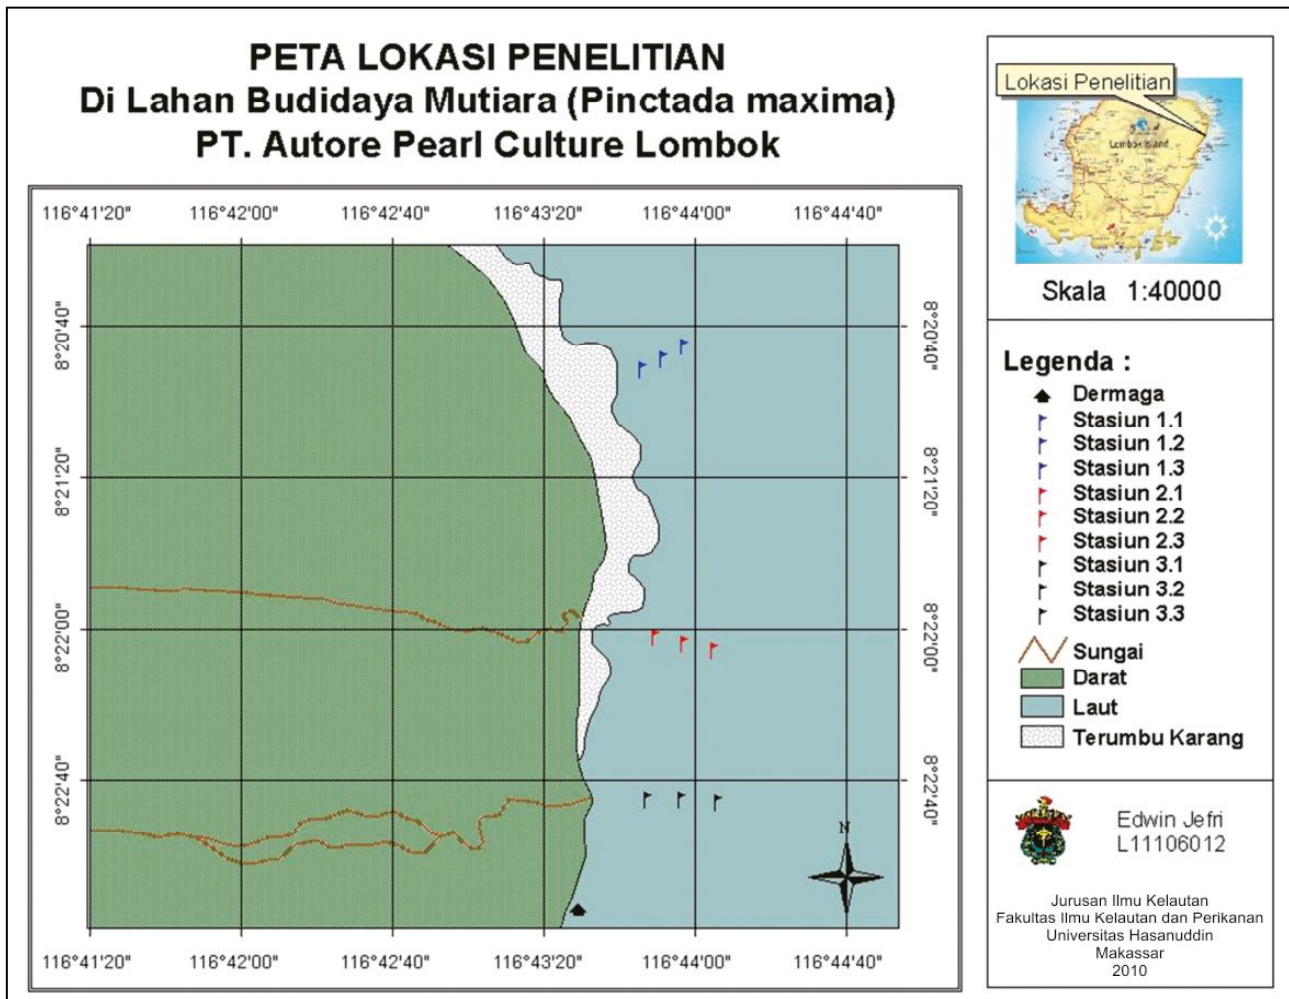 PETA LOKASI PENELITIAN
Di Lahan Budidaya Mutiara (Pinctada maxima)
PT. Autore Pearl Culture Lombok
116°41'20" 116°42'00" 116°42'40" 116°43'20" 116°44'00" 116°44'40"
8°20'40" 8°20'40"
8°21'20" 8°21'20"
8°22'00" 8°22'00"
8°22'40" 8°22'40"
N
116°41'20" 116°42'00" 116°42'40" 116°43'20" 116°44'00" 116°44'40"
Lokasi Penelitian
Lombok Island
Skala 1:40000
Legenda :
Dermaga
Stasiun 1.1
Stasiun 1.2
Stasiun 1.3
Stasiun 2.1
Stasiun 2.2
Stasiun 2.3
Stasiun 3.1
Stasiun 3.2
Stasiun 3.3
Sungai
Darat
Laut
Terumbu Karang
Edwin Jefri
L11106012
Jurusan Ilmu Kelautan
Fakultas Ilmu Kelautan dan Perikanan
Universitas Hasanuddin
Makassar
2010